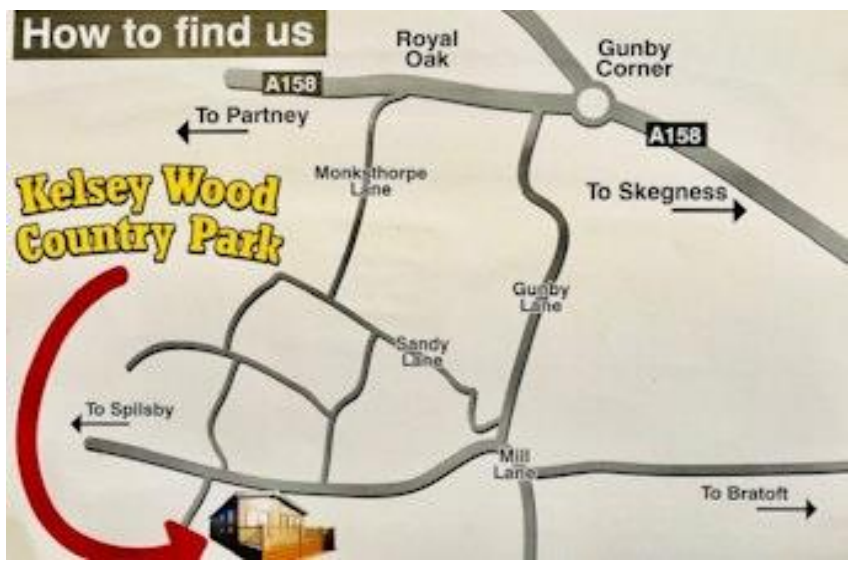 How to find us
Royal
Oak
Gunby
Corner
A158
To Partney
A158
Monksthorpe
Lane
Kelsey Wood
Country Park
To Skegness
Gunby
Lane
Sandy
Lane
To Spilsby
Mill
Lane
To Bratoft